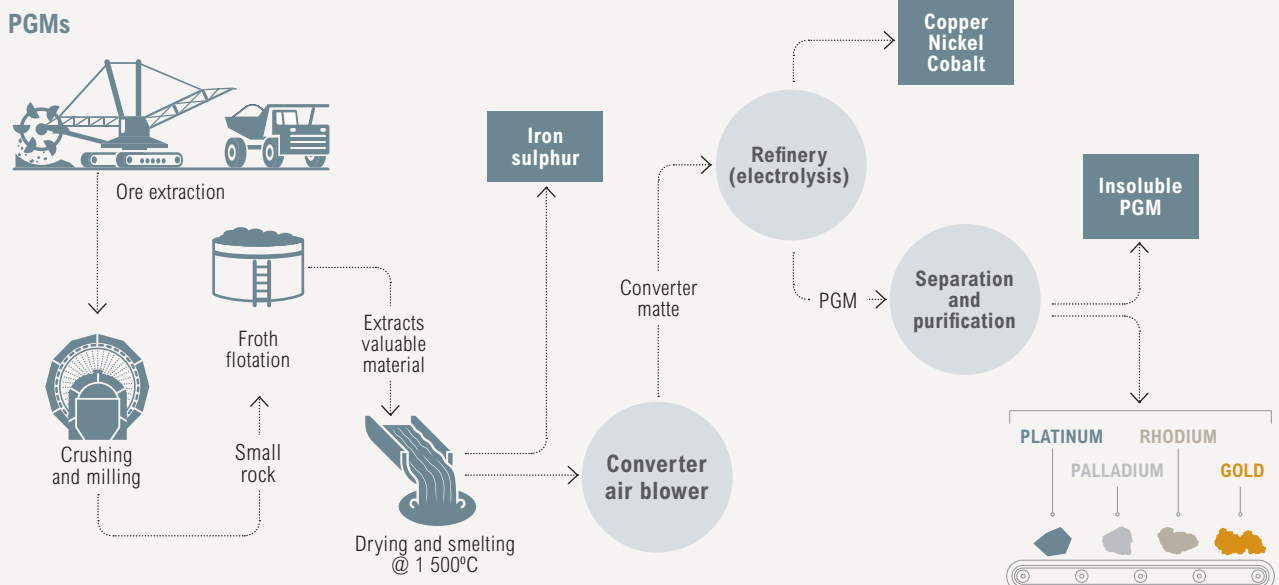 PGMs
Ore extraction
Crushing
and milling
Small
rock
Froth
flotation
Extracts
valuable
material
Drying and smelting
@ 1 500ºC
Iron
sulphur
Converter
air blower
Converter
matte
Refinery
(electrolysis)
Copper
Nickel
Cobalt
PGM
Separation
and
purification
Insoluble
PGM
PLATINUM
RHODIUM
PALLADIUM
GOLD